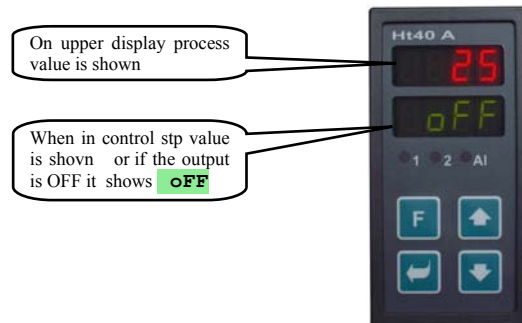 On upper display process
value is shown
When in control stp value
is shovn or if the output
is OFF it shows oFF
Ht40 A
25
oFF
1 2 Al
F